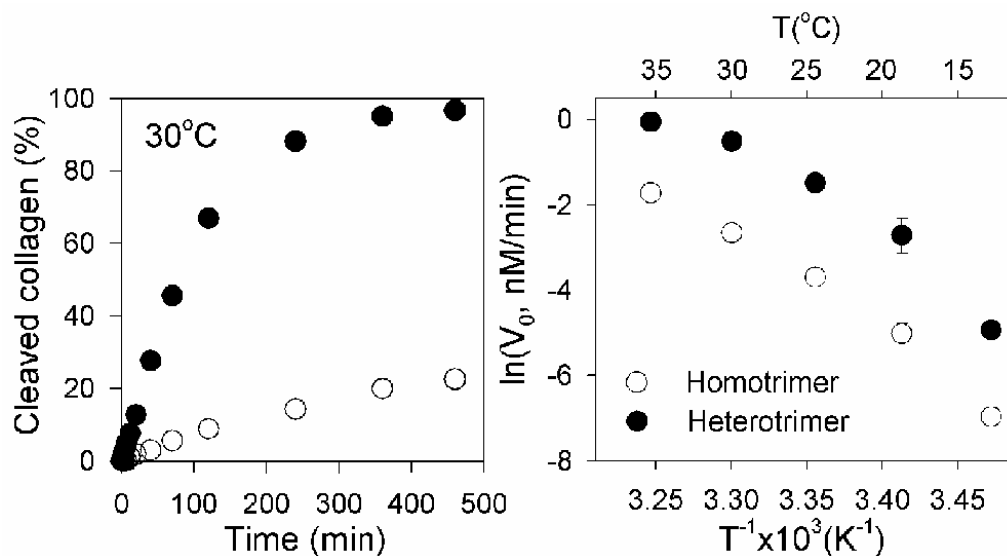 Cleaved collagen (%)
100
80
60
40
20
0
30°C
0 100 200 300 400 500
Time (min)
T(°C)
35 30 25 20 15
ln(V₀, nM/min)
0
-2
-4
-6
-8
Homotrimer
Heterotrimer
3.25 3.30 3.35 3.40 3.45
T⁻¹x10³(K⁻¹)